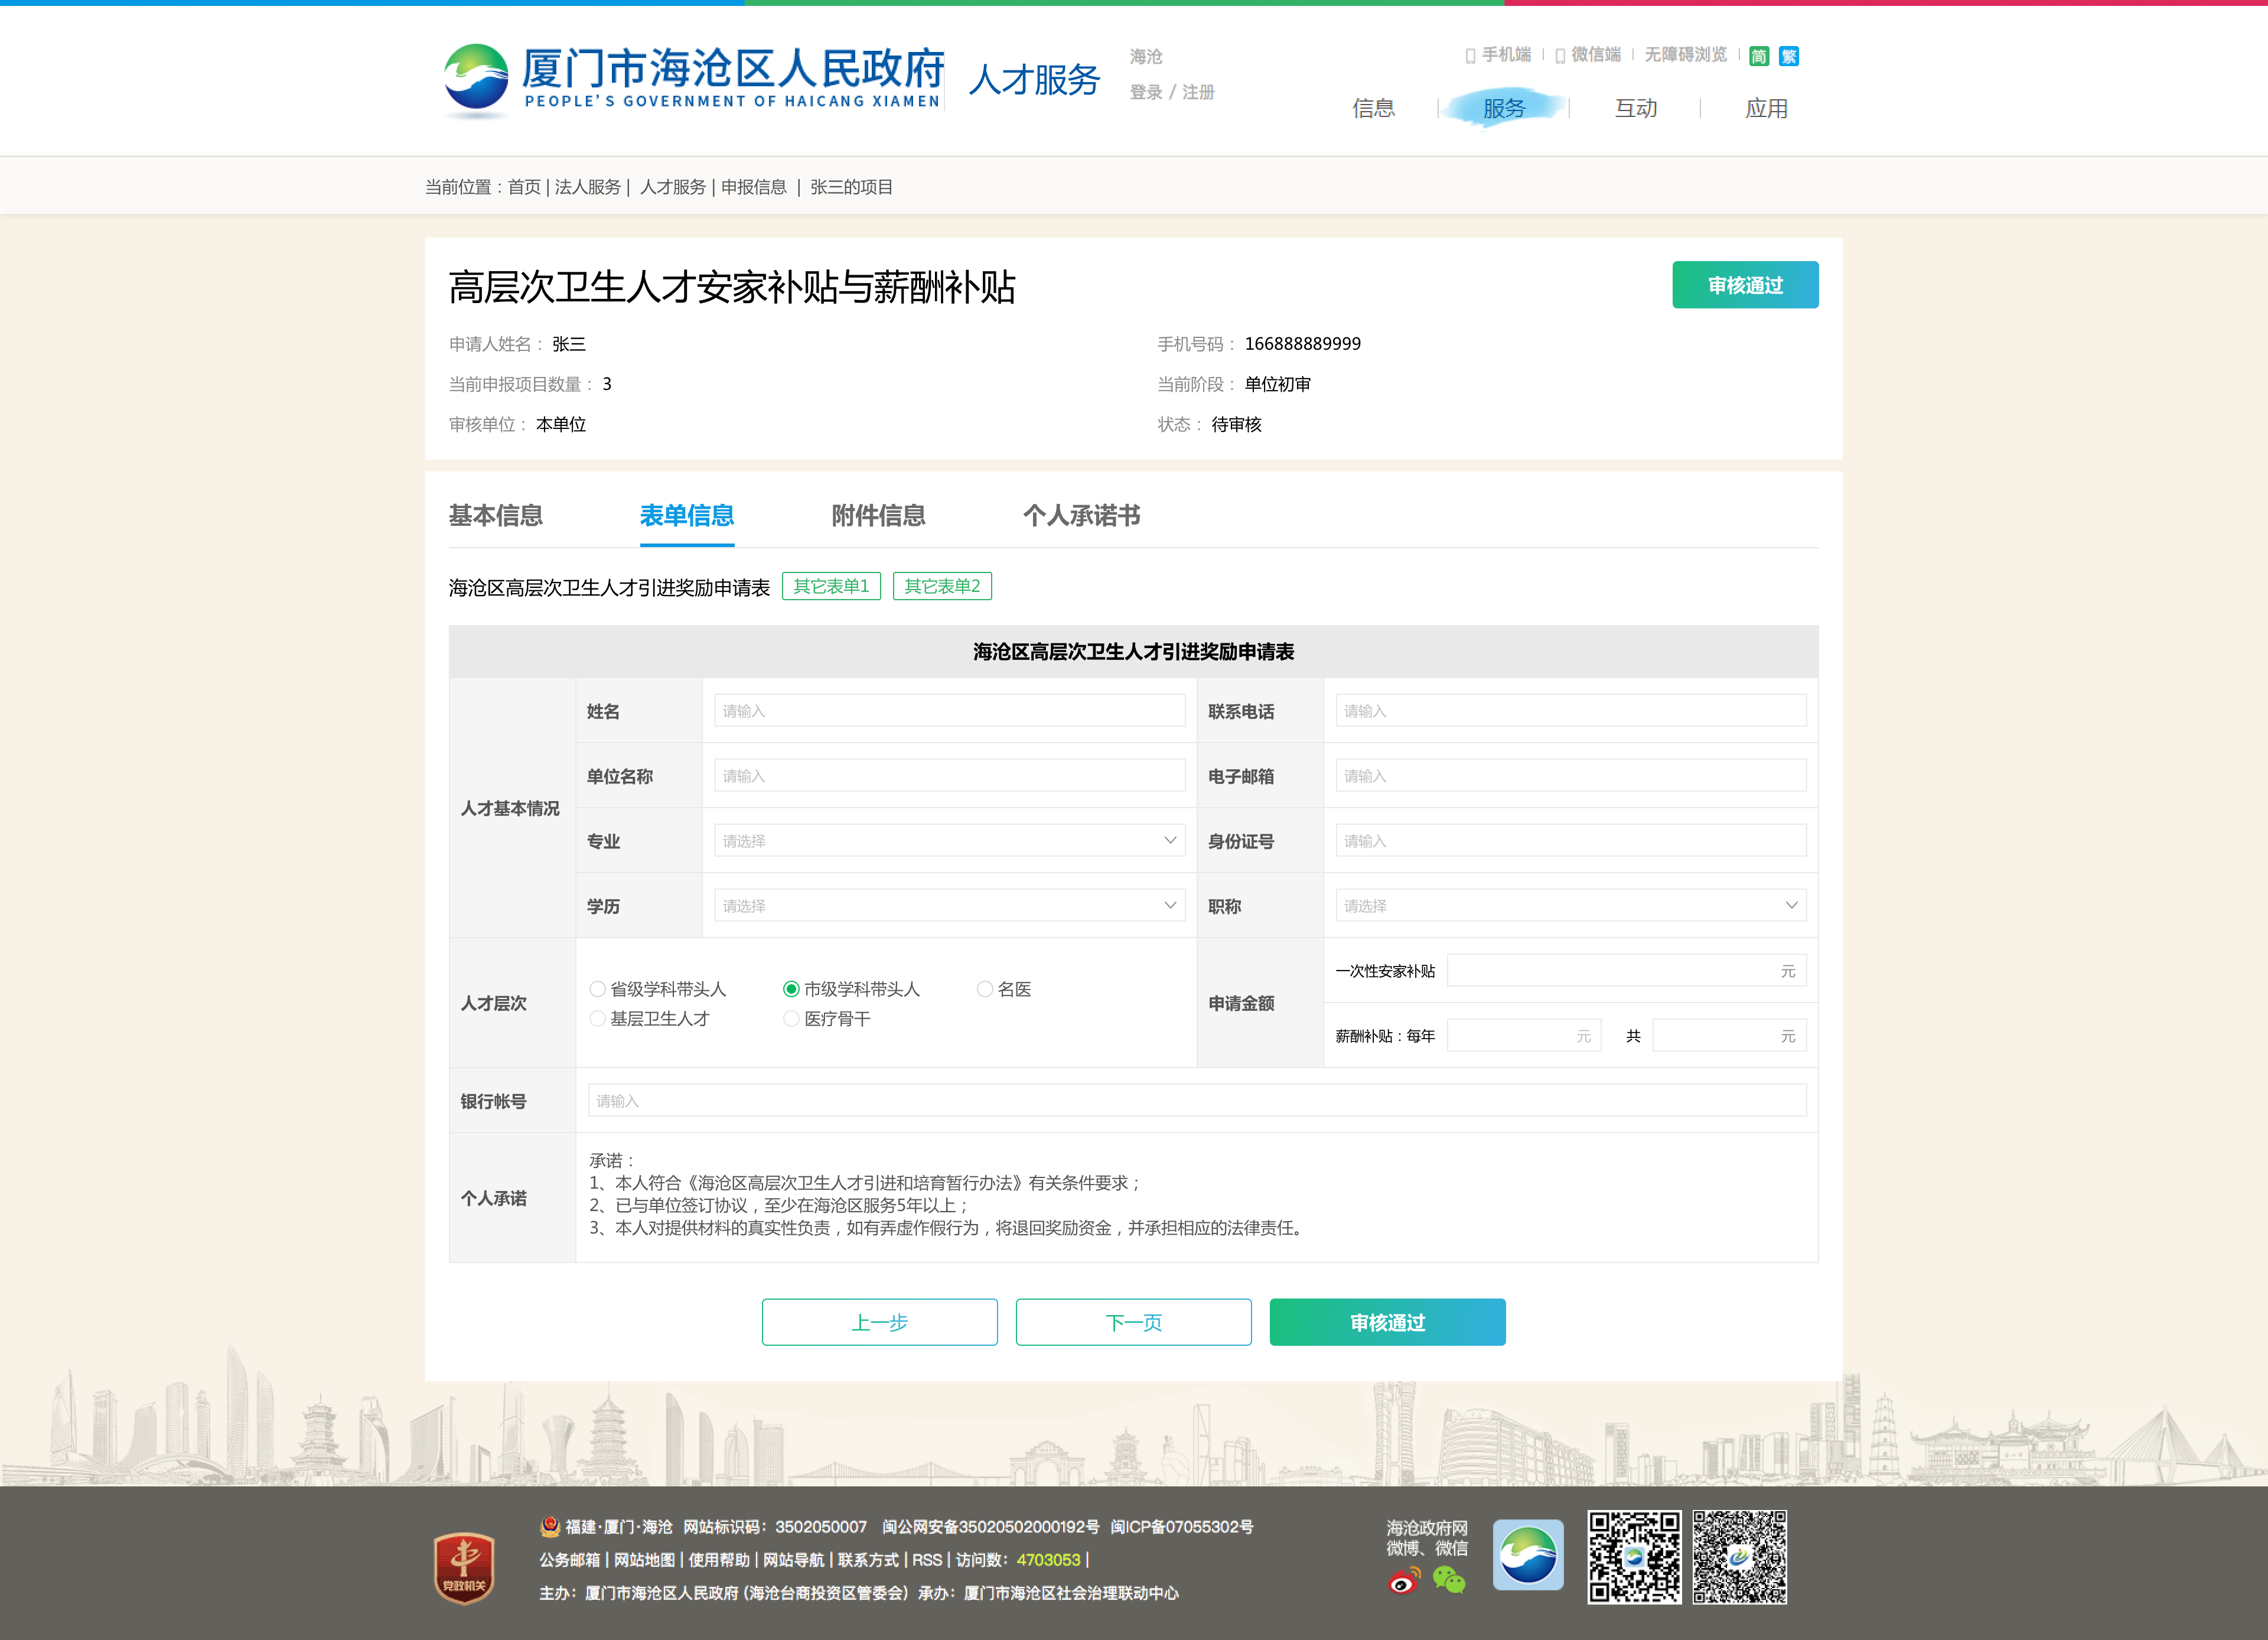 厦门市海沧区人民政府
PEOPLE'S GOVERNMENT OF HAICANG XIAMEN
人才服务
海沧
登录 / 注册
手机端 | 微信端 | 无障碍浏览 | 简 繁
信息 | 服务 | 互动 | 应用
当前位置：首页 | 法人服务 | 人才服务 | 申报信息 | 张三的项目
高层次卫生人才安家补贴与薪酬补贴
审核通过
申请人姓名： 张三
手机号码： 166888889999
当前申报项目数量： 3
当前阶段： 单位初审
审核单位： 本单位
状态： 待审核
基本信息 表单信息 附件信息 个人承诺书
海沧区高层次卫生人才引进奖励申请表 其它表单1 其它表单2
海沧区高层次卫生人才引进奖励申请表
人才基本情况
姓名 请输入 联系电话 请输入
单位名称 请输入 电子邮箱 请输入
专业 请选择 身份证号 请输入
学历 请选择 职称 请选择
人才层次
省级学科带头人 市级学科带头人 名医
基层卫生人才 医疗骨干
申请金额
一次性安家补贴 元
薪酬补贴：每年 元 共 元
银行帐号 请输入
个人承诺
承诺：
1、本人符合《海沧区高层次卫生人才引进和培育暂行办法》有关条件要求；
2、已与单位签订协议，至少在海沧区服务5年以上；
3、本人对提供材料的真实性负责，如有弄虚作假行为，将退回奖励资金，并承担相应的法律责任。
上一步 下一页 审核通过
党政机关
福建·厦门·海沧 网站标识码：3502050007 闽公网安备35020502000192号 闽ICP备07055302号
公务邮箱 | 网站地图 | 使用帮助 | 网站导航 | 联系方式 | RSS | 访问数：4703053 |
主办：厦门市海沧区人民政府 (海沧台商投资区管委会) 承办：厦门市海沧区社会治理联动中心
海沧政府网
微博、微信